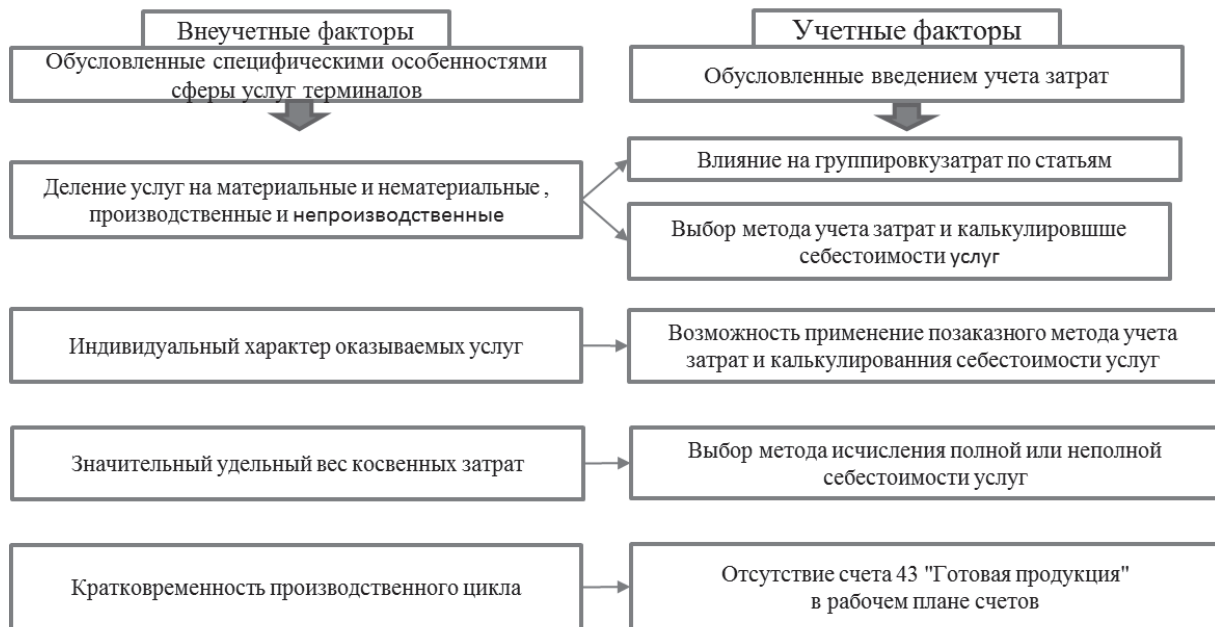 Внеучетные факторы
Обусловленные специфическими особенностями
сферы услуг терминалов
Учетные факторы
Обусловленные введением учета затрат
Деление услуг на материальные и нематериальные ,
производственные и непроизводственные
Влияние на группировкузатрат по статьям
Выбор метода учета затрат и калькулировшше
себестоимости услуг
Индивидуальный характер оказываемых услуг
Возможность применение позаказного метода учета
затрат и калькулированния себестоимости услуг
Значительный удельный вес косвенных затрат
Выбор метода исчисления полной или неполной
себестоимости услуг
Кратковременность производственного цикла
Отсутствие счета 43 "Готовая продукция"
в рабочем плане счетов